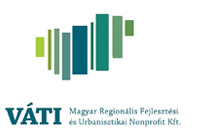 VÁTI
Magyar Regionális Fejlesztési
és Urbanisztikai Nonprofit Kft.